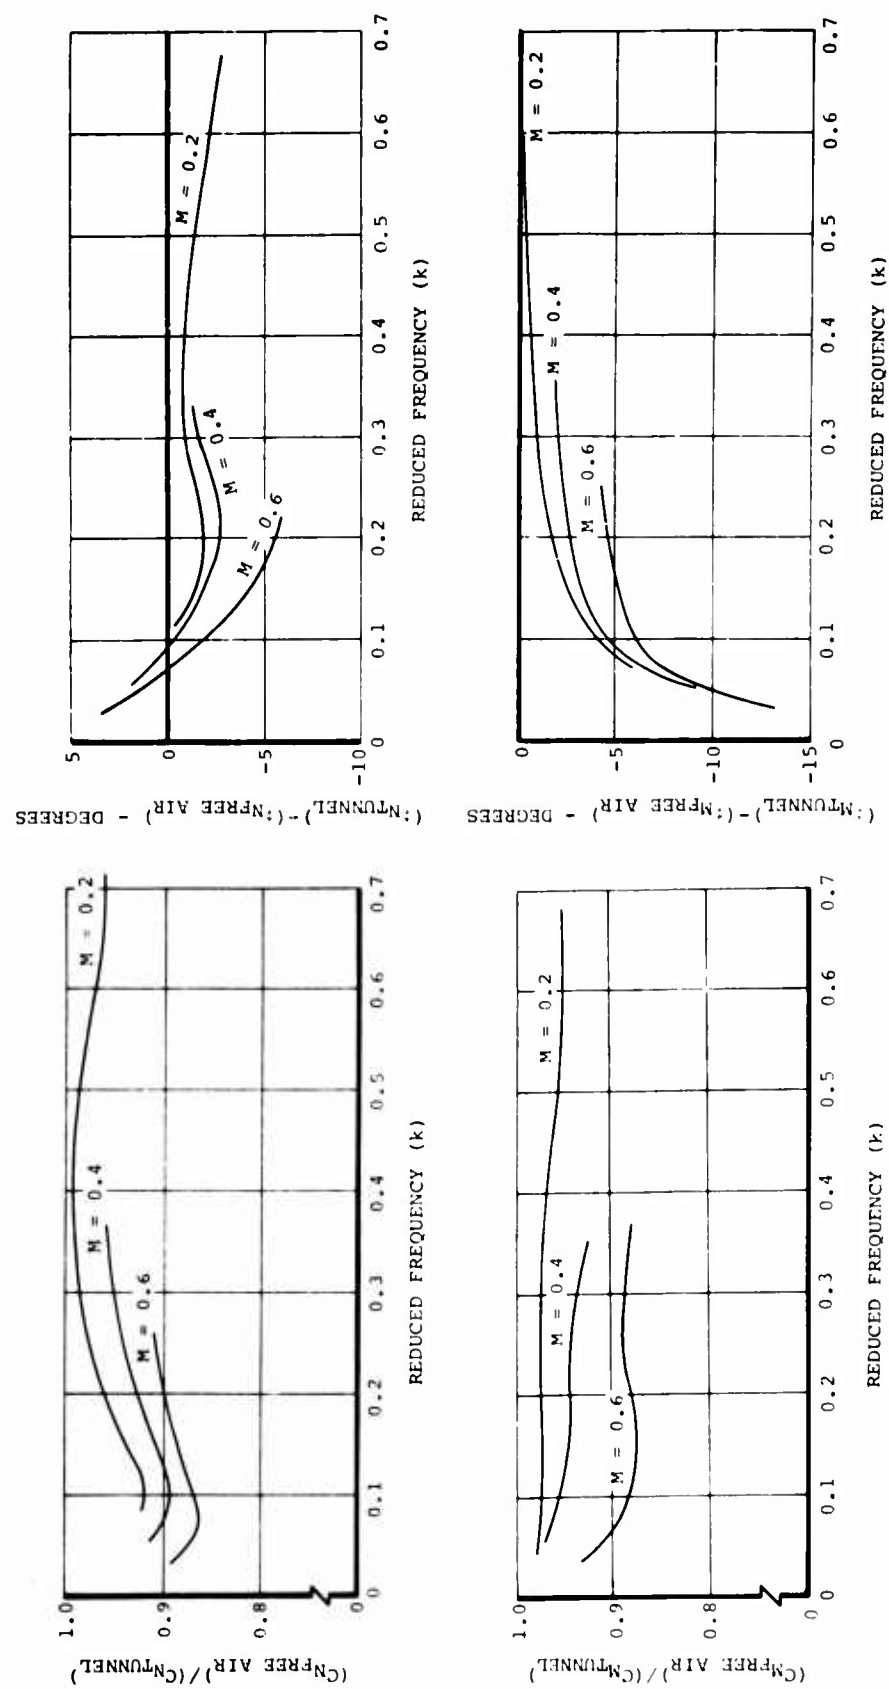 (CNFREE AIR)/(CNTUNNEL)
1.0
0.9
0.8
0
M = 0.2
M = 0.4
M = 0.6
0.1 0.2 0.3 0.4 0.5 0.6 0.7
REDUCED FREQUENCY (k)
(:NTUNNEL)-(:NFREE AIR) - DEGREES
5
0
-5
-10
M = 0.2
M = 0.4
M = 0.6
0 0.1 0.2 0.3 0.4 0.5 0.6 0.7
REDUCED FREQUENCY (k)
(CMFREE AIR)/(CMTUNNEL)
1.0
0.9
0.8
0
M = 0.2
M = 0.4
M = 0.6
0 0.1 0.2 0.3 0.4 0.5 0.6 0.7
REDUCED FREQUENCY (k)
(:MTUNNEL)-(:MFREE AIR) - DEGREES
0
-5
-10
-15
M = 0.2
M = 0.4
M = 0.6
0 0.1 0.2 0.3 0.4 0.5 0.6 0.7
REDUCED FREQUENCY (k)